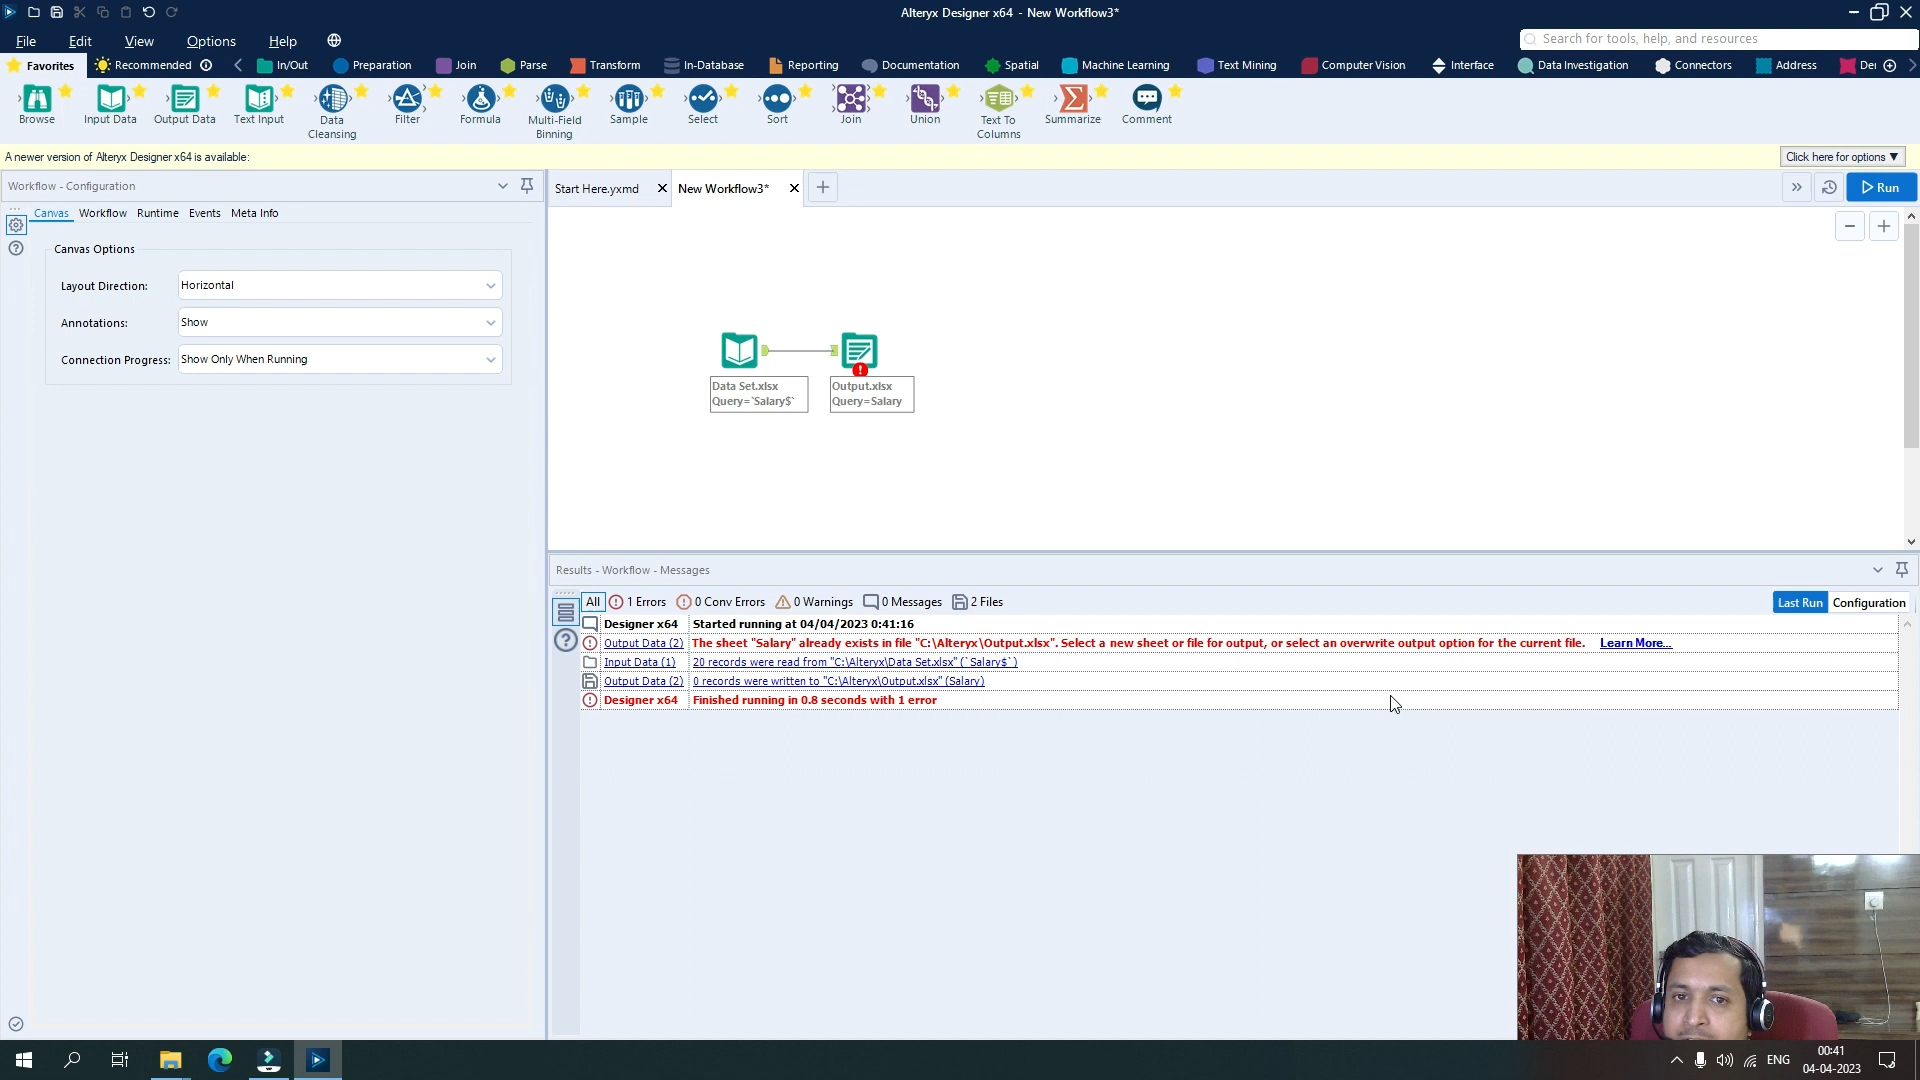 Alteryx Designer x64 - New Workflow3*
File Edit View Options Help
Search for tools, help, and resources
Favorites Recommended In/Out Preparation Join Parse Transform In-Database Reporting Documentation Spatial Machine Learning Text Mining Computer Vision Interface Data Investigation Connectors Address De
Browse Input Data Output Data Text Input Data Cleansing Filter Formula Multi-Field Binning Sample Select Sort Join Union Text To Columns Summarize Comment
A newer version of Alteryx Designer x64 is available:
Click here for options ▼
Workflow - Configuration
Start Here.yxmd New Workflow3*
Run
Canvas Workflow Runtime Events Meta Info
Canvas Options
Layout Direction: Horizontal
Annotations: Show
Connection Progress: Show Only When Running
Data Set.xlsx
Query=`Salary$`
Output.xlsx
Query=Salary
Results - Workflow - Messages
All 1 Errors 0 Conv Errors 0 Warnings 0 Messages 2 Files
Last Run Configuration
Designer x64 Started running at 04/04/2023 0:41:16
Output Data (2) The sheet "Salary" already exists in file "C:\Alteryx\Output.xlsx". Select a new sheet or file for output, or select an overwrite output option for the current file. Learn More...
Input Data (1) 20 records were read from "C:\Alteryx\Data Set.xlsx" (`Salary$`)
Output Data (2) 0 records were written to "C:\Alteryx\Output.xlsx" (Salary)
Designer x64 Finished running in 0.8 seconds with 1 error
ENG
00:41
04-04-2023